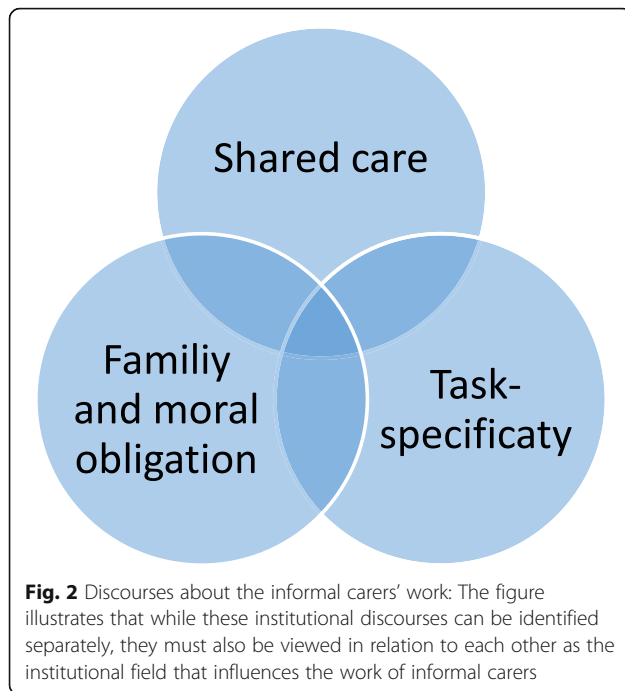 Shared care
Familiy
and moral
obligation
Task-
specificaty
Fig. 2 Discourses about the informal carers’ work: The figure
illustrates that while these institutional discourses can be identified
separately, they must also be viewed in relation to each other as the
institutional field that influences the work of informal carers